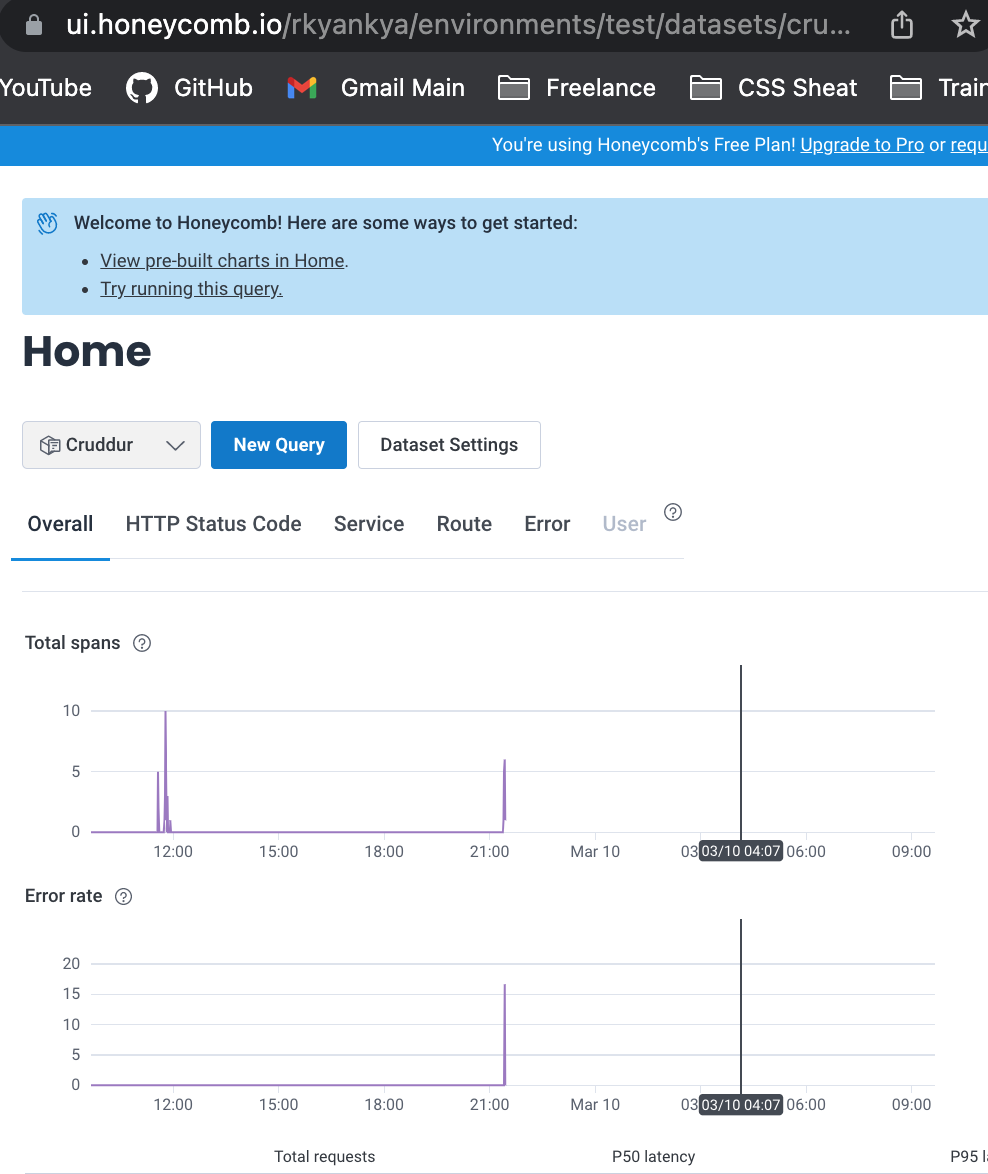 ui.honeycomb.io/rkyankya/environments/test/datasets/cru...
YouTube GitHub Gmail Main Freelance CSS Sheat Train
You're using Honeycomb's Free Plan! Upgrade to Pro or requ
Welcome to Honeycomb! Here are some ways to get started:
• View pre-built charts in Home.
• Try running this query.
Home
Cruddur New Query Dataset Settings
Overall HTTP Status Code Service Route Error User ?
Total spans ?
10
5
0
12:00 15:00 18:00 21:00 Mar 10 03 03/10 04:07 06:00 09:00
Error rate ?
20
15
10
5
0
12:00 15:00 18:00 21:00 Mar 10 03 03/10 04:07 06:00 09:00
Total requests P50 latency P95 la